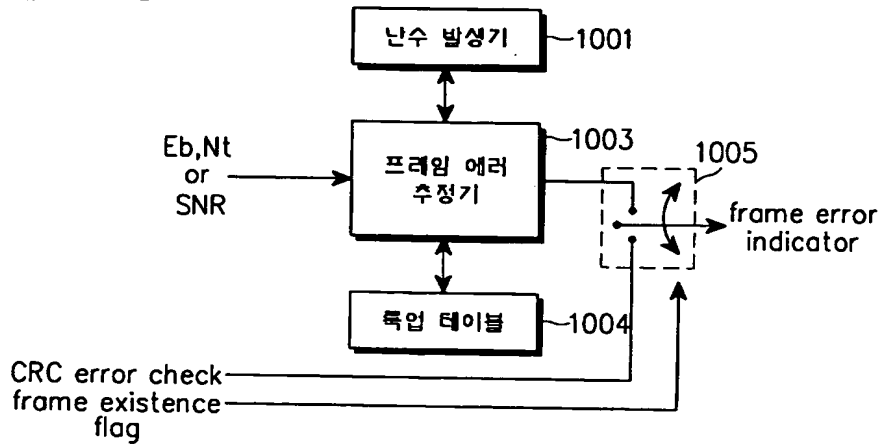 난수 발생기
1001
1003
Eb,Nt
or
SNR
프레임 에러
추정기
1005
frame error
indicator
룩업 테이블
1004
CRC error check
frame existence
flag